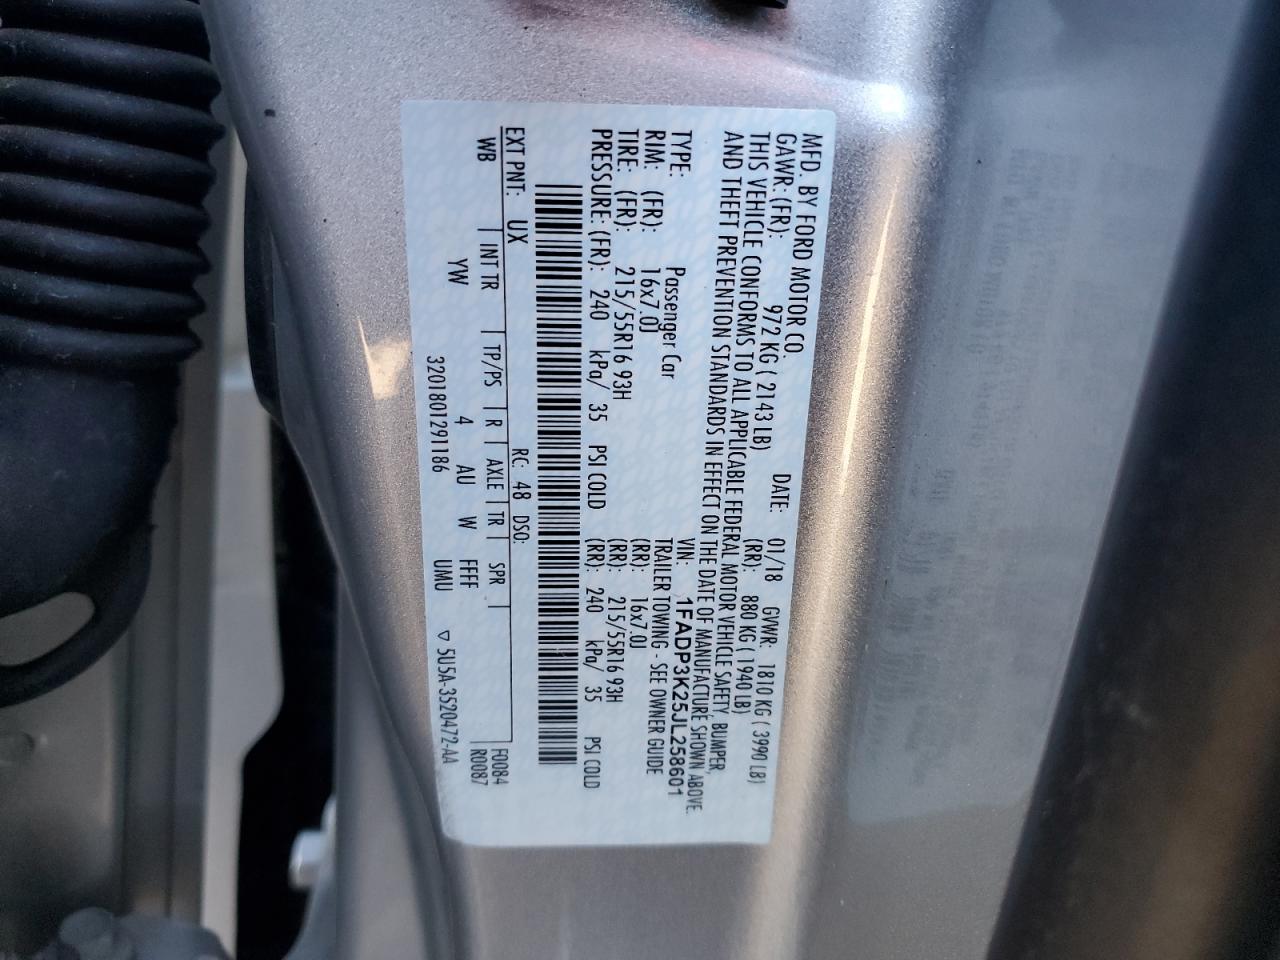 MFD. BY FORD MOTOR CO.
DATE: 01/18 GVWR: 1810 KG ( 3990 LB)
GAWR:(FR): 972 KG ( 2143 LB) (RR): 880 KG ( 1940 LB)
THIS VEHICLE CONFORMS TO ALL APPLICABLE FEDERAL MOTOR VEHICLE SAFETY, BUMPER,
AND THEFT PREVENTION STANDARDS IN EFFECT ON THE DATE OF MANUFACTURE SHOWN ABOVE.
VIN: 1FADP3K25JL258601
TYPE: Passenger Car TRAILER TOWING - SEE OWNER GUIDE
RIM: (FR): 16x7.0J (RR): 16x7.0J
TIRE: (FR): 215/55R16 93H (RR): 215/55R16 93H
PRESSURE: (FR): 240 kPa/ 35 PSI COLD (RR): 240 kPa/ 35 PSI COLD
EXT PNT: UX RC: 48 DSO: F0084
WB INT TR TP/PS R AXLE TR SPR R0087
YW 4 AU W FFFF
3201801291186 UMU ▽ 5U5A-3520472-AA